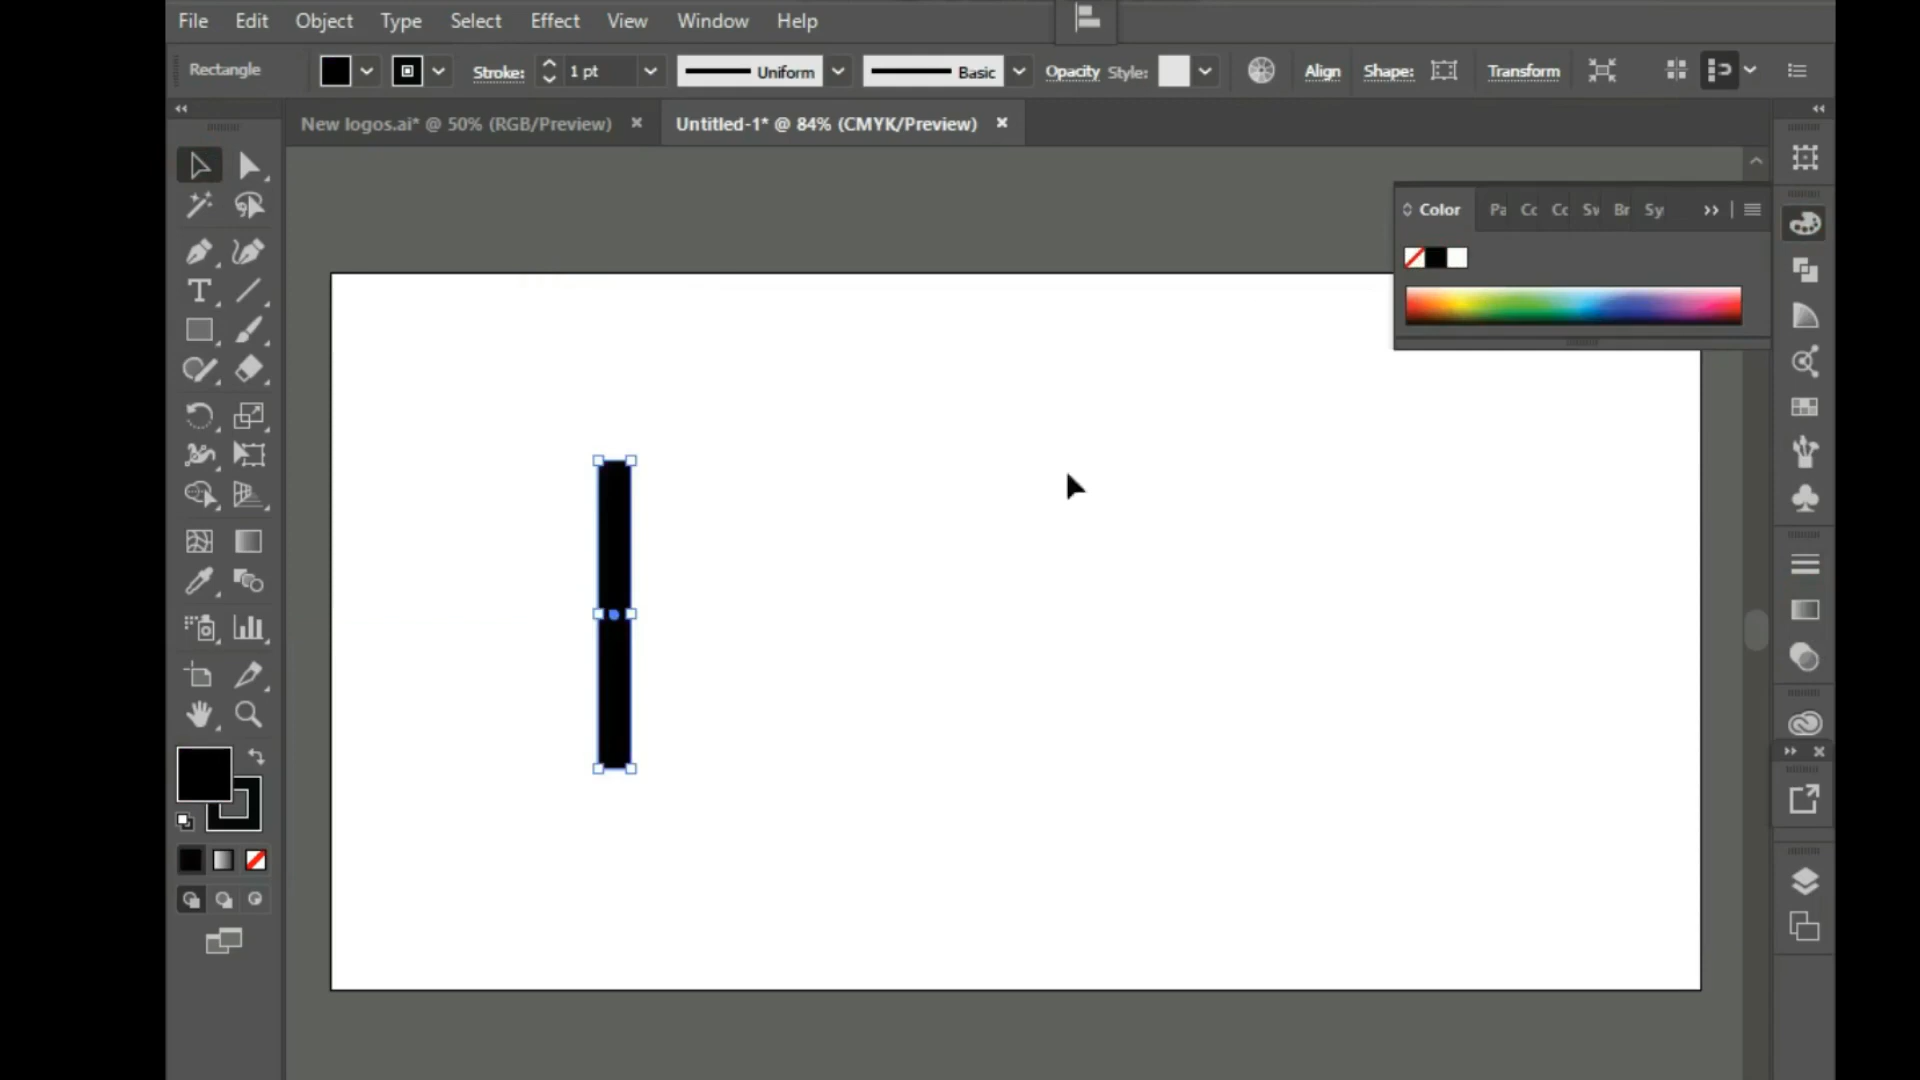 File Edit Object Type Select Effect View Window Help
Rectangle Stroke: 1 pt Uniform Basic Opacity Style: Align Shape: Transform
New logos.ai* @ 50% (RGB/Preview) × Untitled-1* @ 84% (CMYK/Preview) ×
Color Pa Cc Cc Sv Br Sy